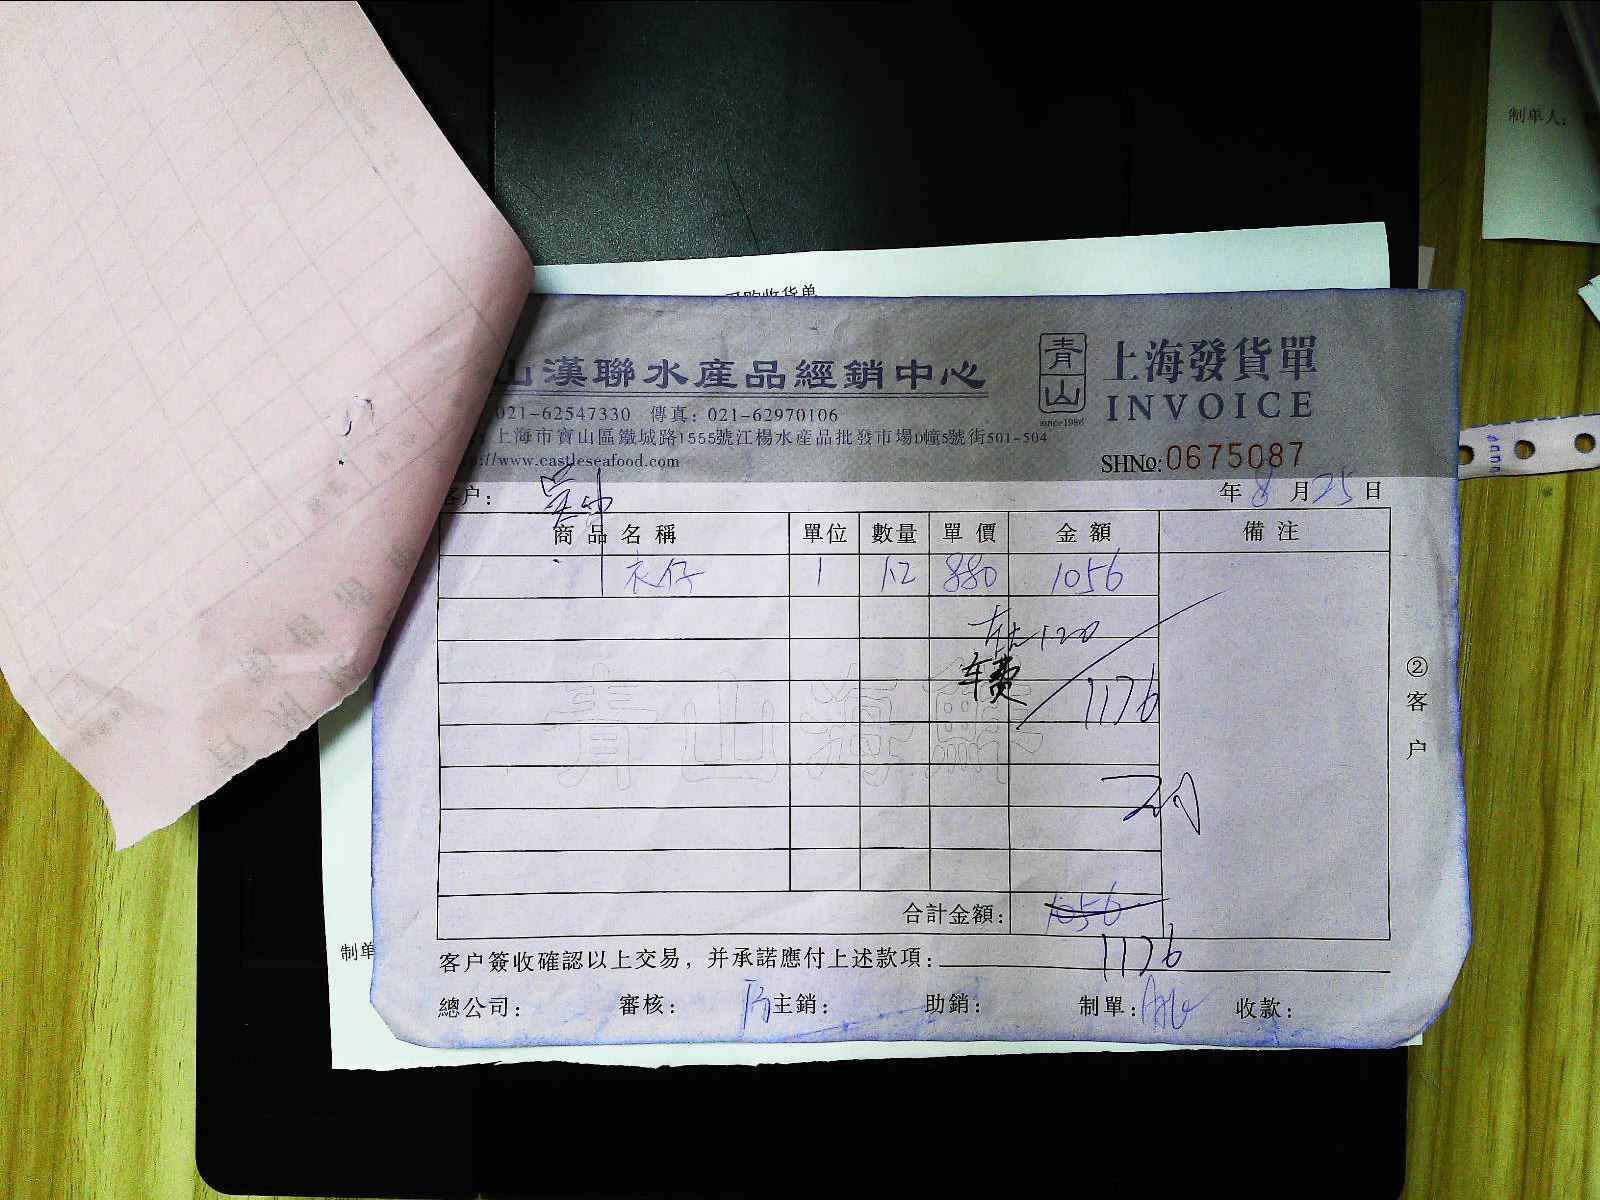 制单人:
采购收货单
山漢聯水産品經銷中心
021-62547330 傳真: 021-62970106
上海市寶山區鐵城路1555號江楊水産品批發市場D幢5號街501-504
://www.castleseafood.com
青山
since1986
上海發貨單
INVOICE
SHNo:0675087
客户:
年 8 月 25 日
商品名稱 單位 數量 單價 金額 備注
衣仔 1 1.2 880 1056
120
车费 1176
青山海鮮
②客户
合計金額: 1056
1176
客户簽收確認以上交易, 并承諾應付上述款項:
總公司: 審核: 主銷: 助銷: 制單: 收款:
制单